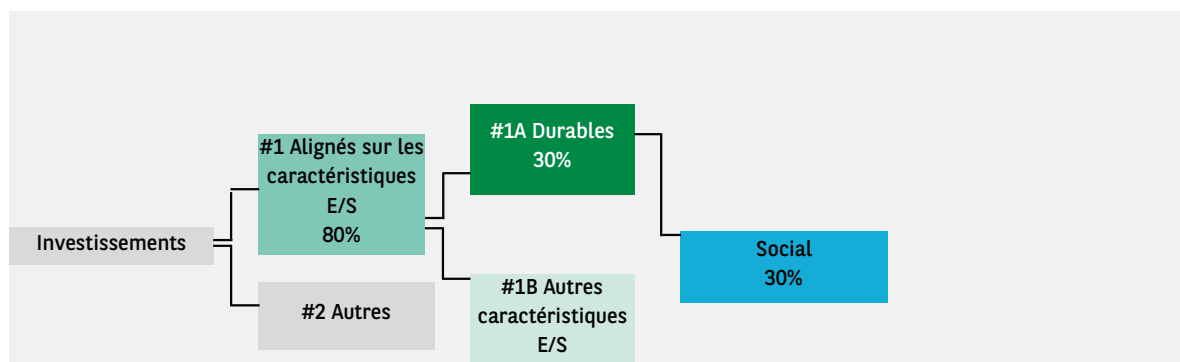 Investissements
#1 Alignés sur les
caractéristiques
E/S
80%
#2 Autres
#1A Durables
30%
#1B Autres
caractéristiques
E/S
Social
30%